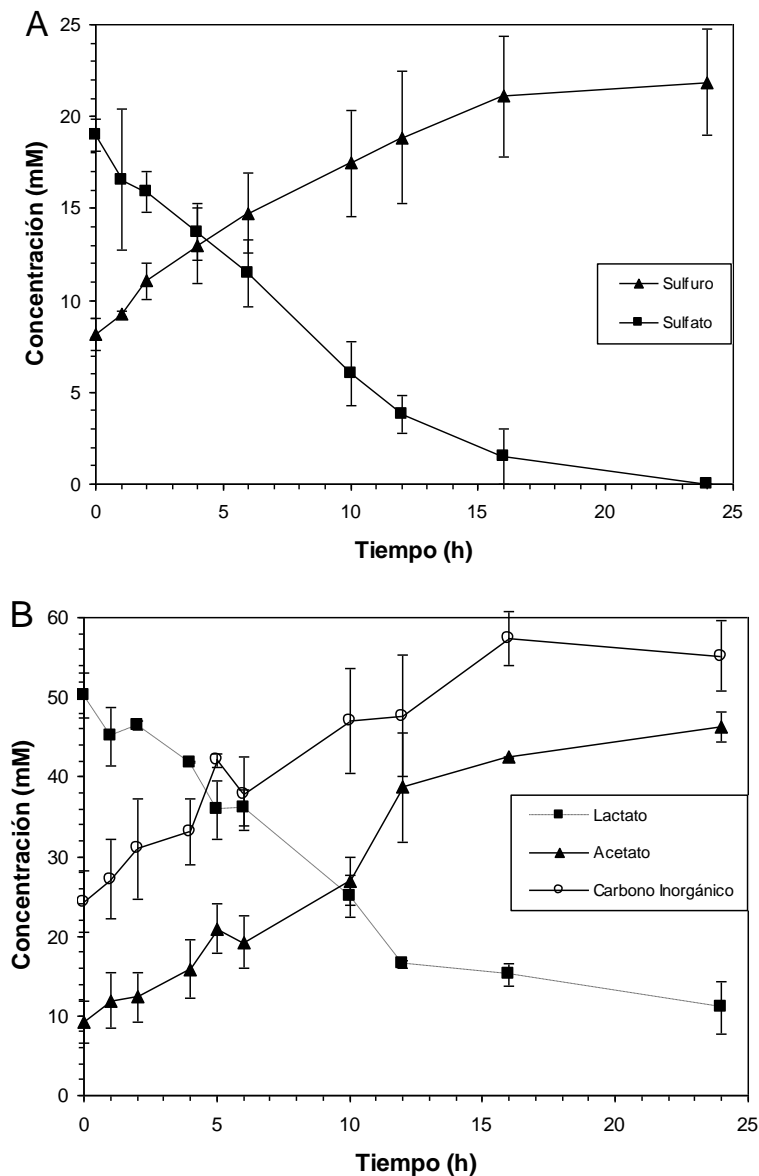 A
25
20
15
10
5
0
Concentración (mM)
Sulfuro
Sulfato
0 5 10 15 20 25
Tiempo (h)
B
60
50
40
30
20
10
0
Concentración (mM)
Lactato
Acetato
Carbono Inorgánico
0 5 10 15 20 25
Tiempo (h)